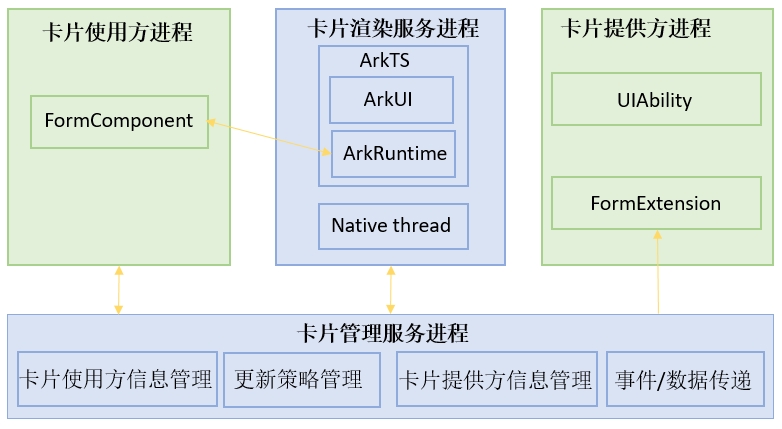 卡片使用方进程
FormComponent
卡片渲染服务进程
ArkTS
ArkUI
ArkRuntime
Native thread
卡片提供方进程
UIAbility
FormExtension
卡片管理服务进程
卡片使用方信息管理
更新策略管理
卡片提供方信息管理
事件/数据传递